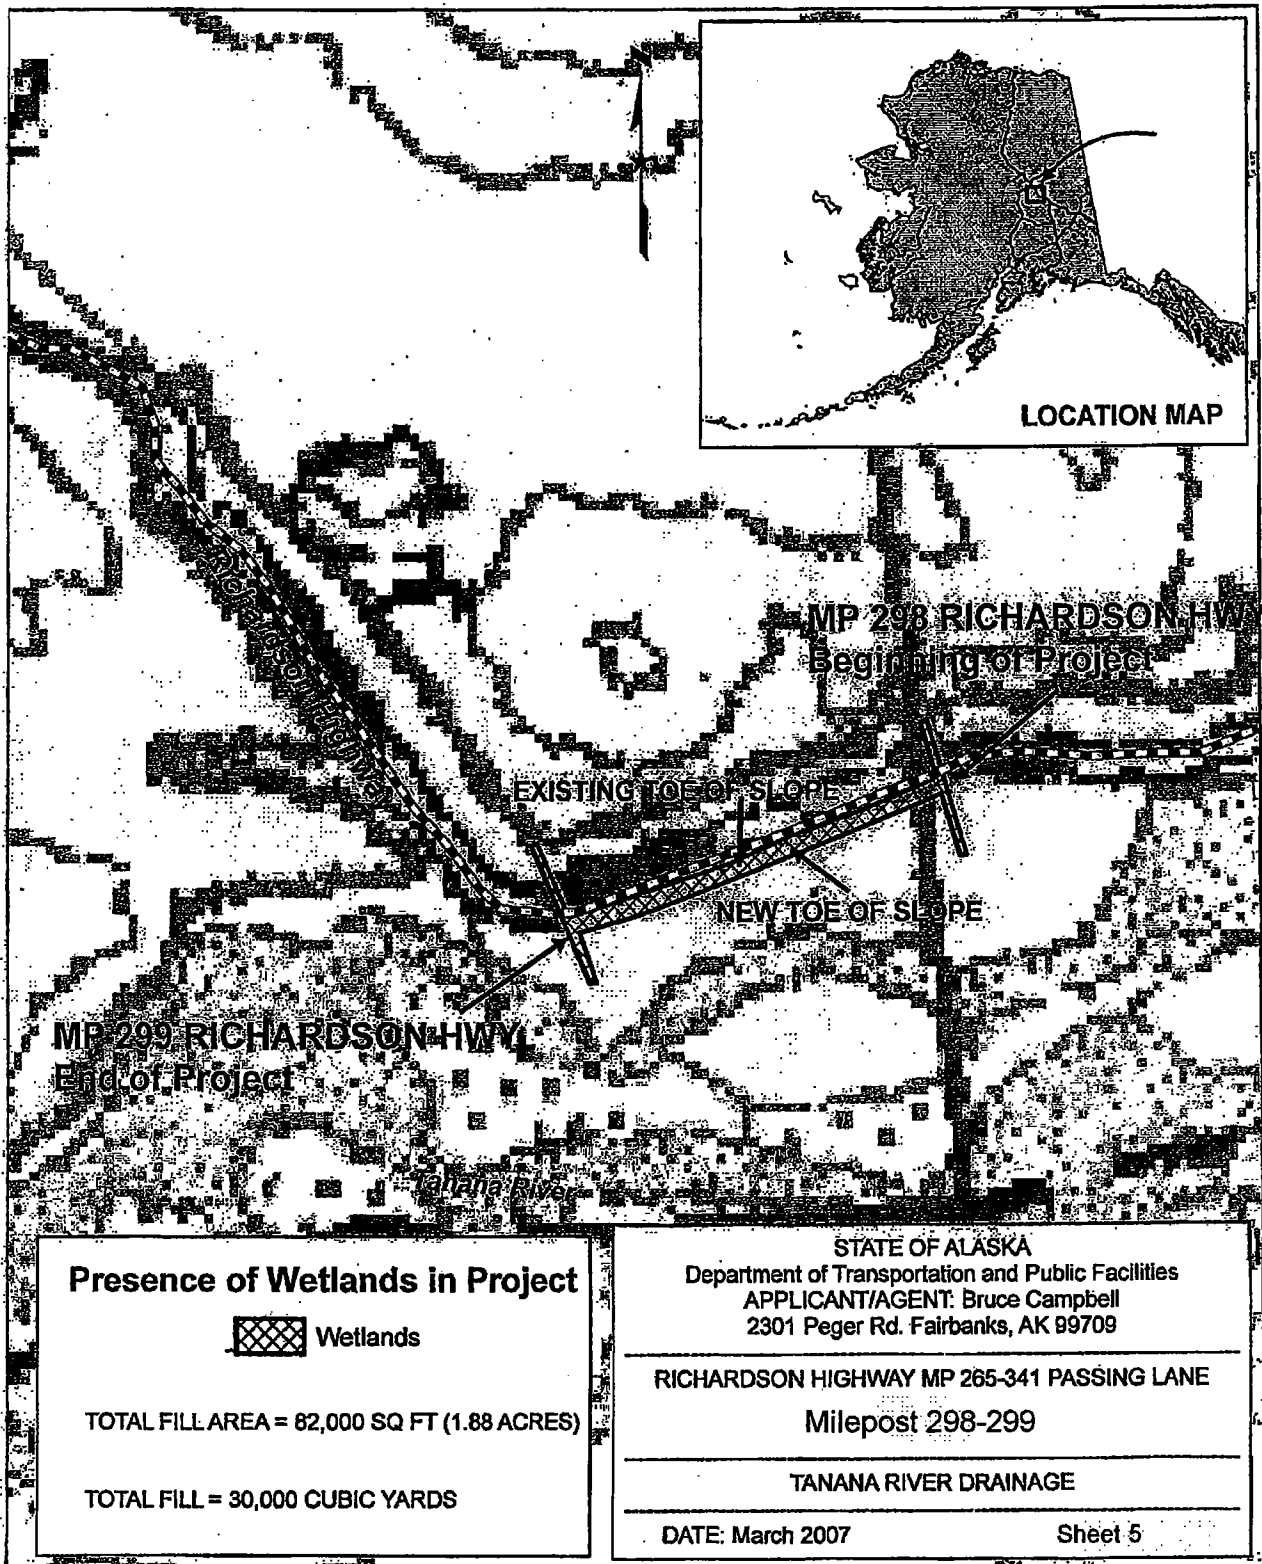 N
LOCATION MAP
Richardson Highway
MP 298 RICHARDSON HWY
Beginning of Project
EXISTING TOE OF SLOPE
NEW TOE OF SLOPE
MP 299 RICHARDSON HWY
End of Project
Tanana River
Presence of Wetlands in Project
Wetlands
TOTAL FILL AREA = 82,000 SQ FT (1.88 ACRES)
TOTAL FILL = 30,000 CUBIC YARDS
STATE OF ALASKA
Department of Transportation and Public Facilities
APPLICANT/AGENT: Bruce Campbell
2301 Peger Rd. Fairbanks, AK 99709
RICHARDSON HIGHWAY MP 265-341 PASSING LANE
Milepost 298-299
TANANA RIVER DRAINAGE
DATE: March 2007 Sheet 5